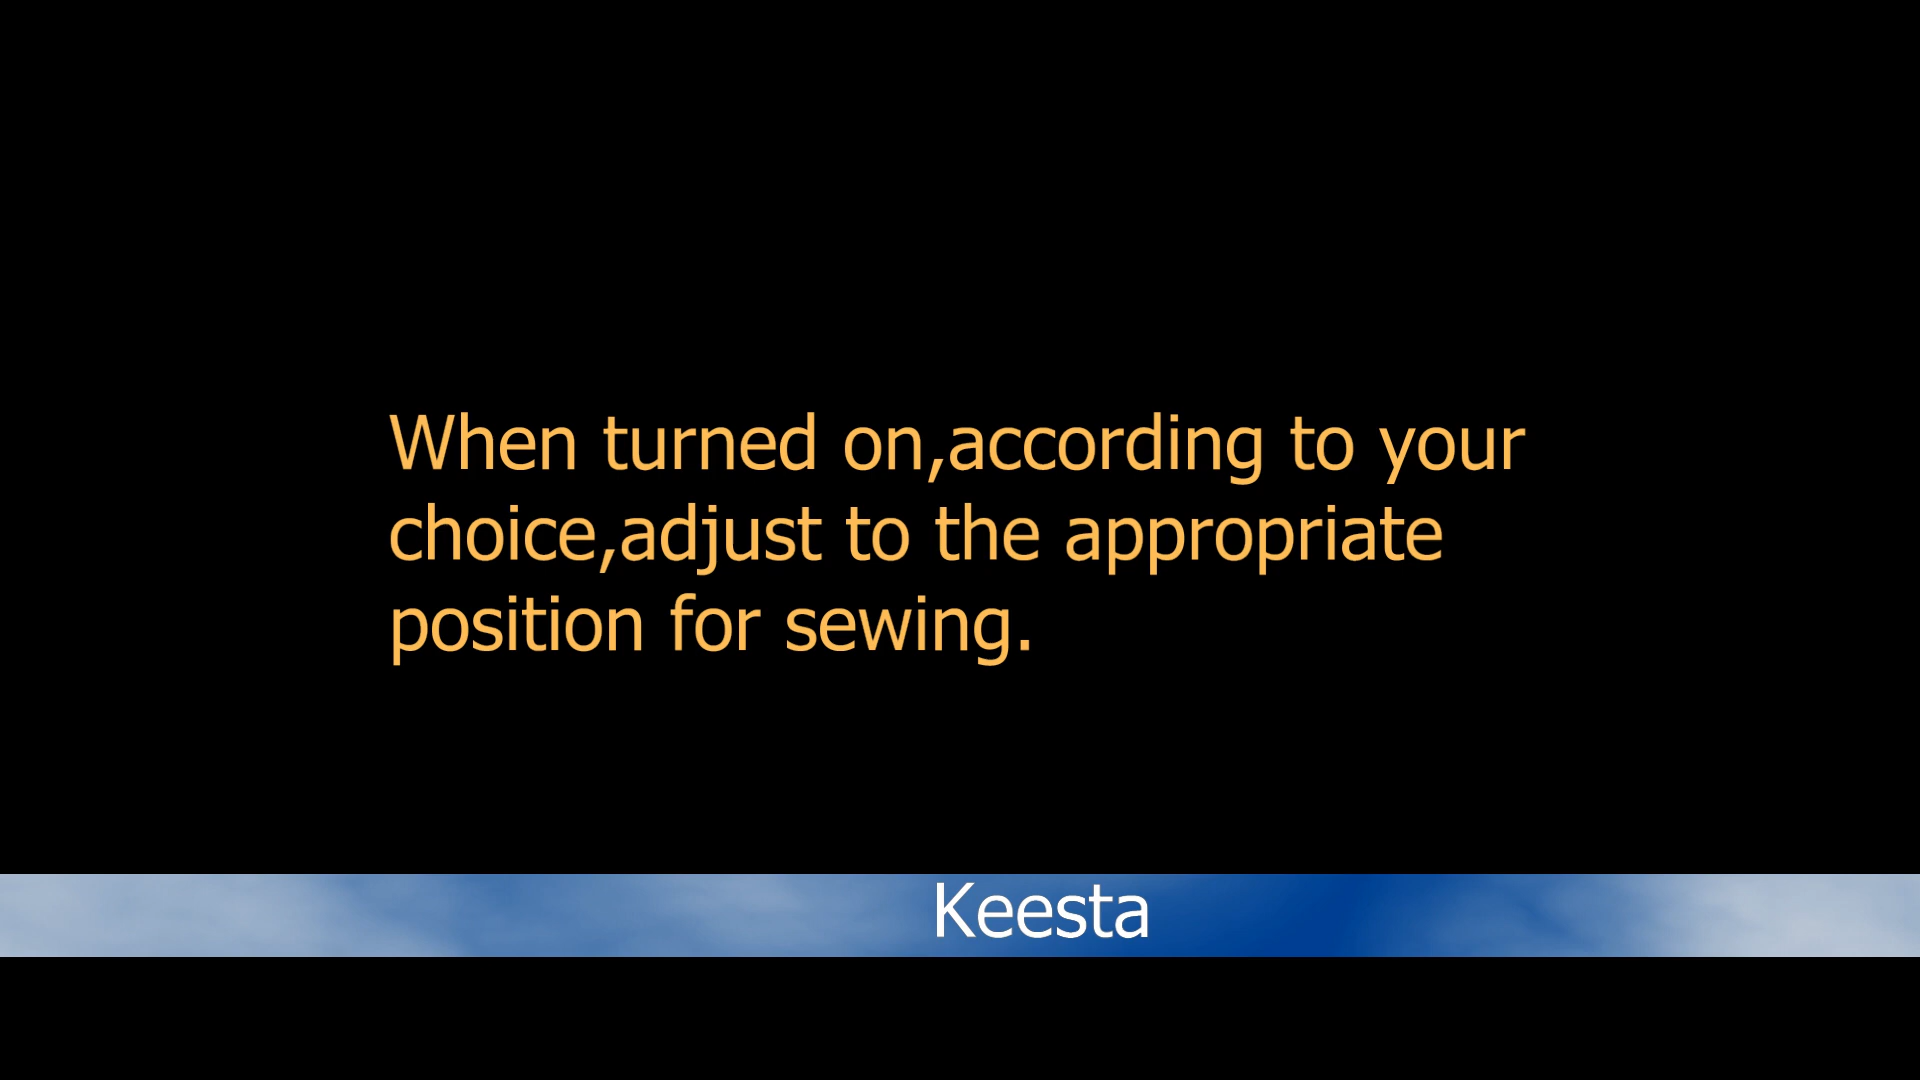 When turned on,according to your
choice,adjust to the appropriate
position for sewing.
Keesta